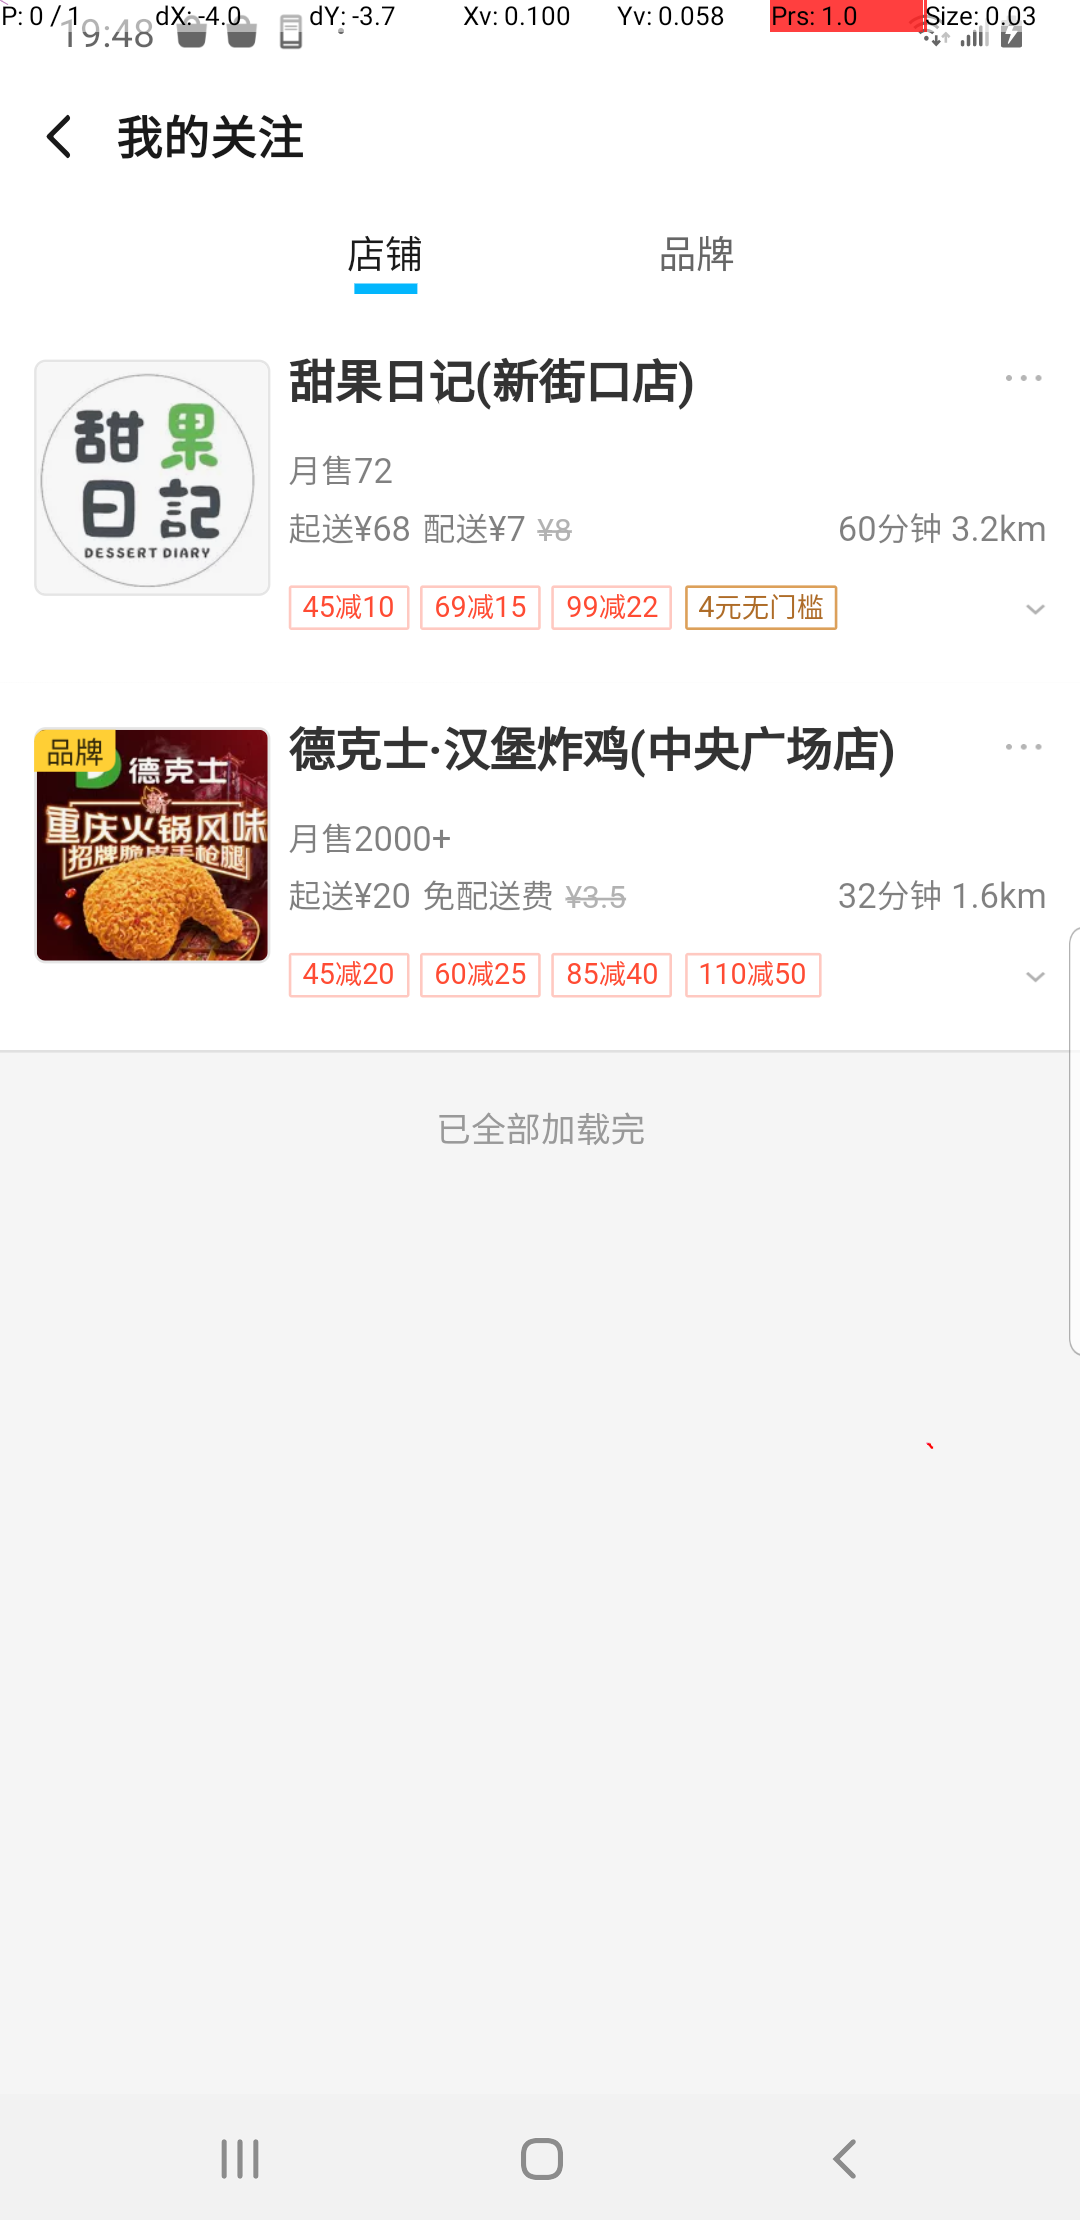 P: 0 / 1 dX: -4.0 dY: -3.7 Xv: 0.100 Yv: 0.058 Prs: 1.0 Size: 0.03
19:48
我的关注
店铺 品牌
甜果日记(新街口店)
甜果
日記
DESSERT DIARY
月售72
起送¥68 配送¥7 ¥8 60分钟 3.2km
45减10 69减15 99减22 4元无门槛
德克士·汉堡炸鸡(中央广场店)
品牌
德克士
新
重庆火锅风味
招牌脆皮手枪腿
月售2000+
起送¥20 免配送费 ¥3.5 32分钟 1.6km
45减20 60减25 85减40 110减50
已全部加载完